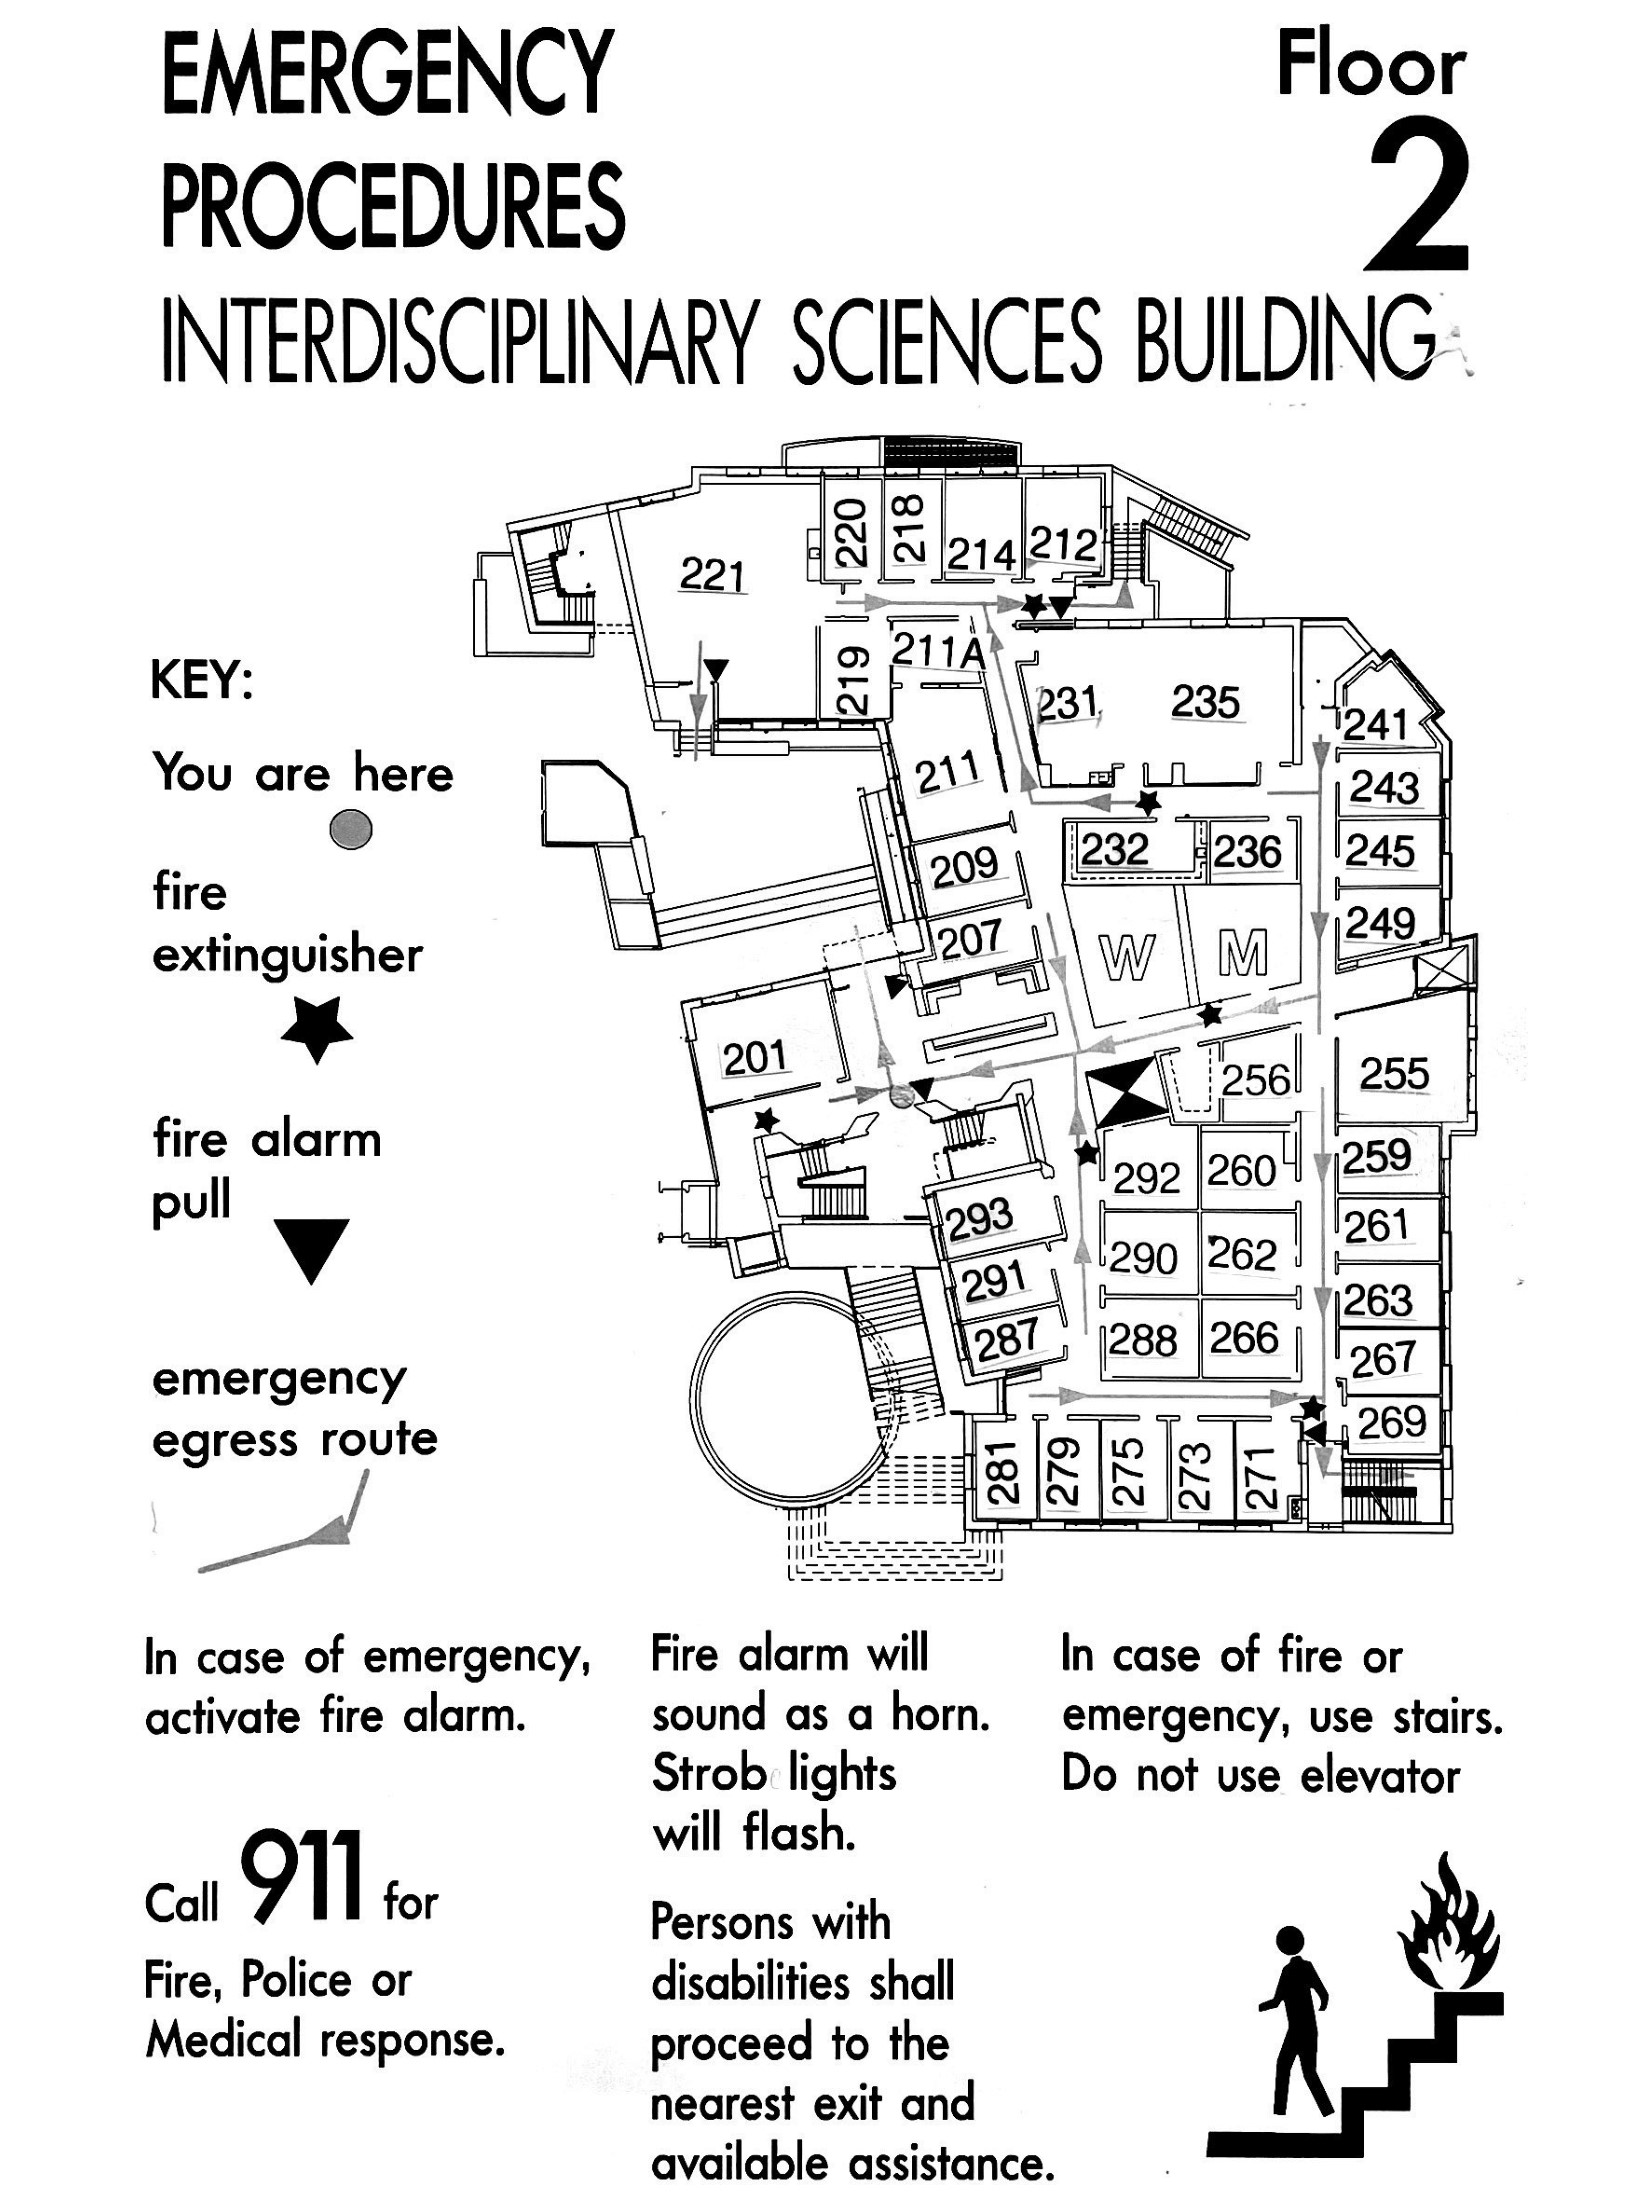 EMERGENCY
PROCEDURES
INTERDISCIPLINARY SCIENCES BUILDING
Floor
2
220
218
214
212
221
211A
219
231
235
241
211
243
232
236
245
209
249
207
W
M
201
256
255
292
260
259
293
290
262
261
291
263
287
288
266
267
269
281
279
275
273
271
KEY:
You are here
fire
extinguisher
fire alarm
pull
emergency
egress route
In case of emergency,
activate fire alarm.
Call 911 for
Fire, Police or
Medical response.
Fire alarm will
sound as a horn.
Strobe lights
will flash.
Persons with
disabilities shall
proceed to the
nearest exit and
available assistance.
In case of fire or
emergency, use stairs.
Do not use elevator